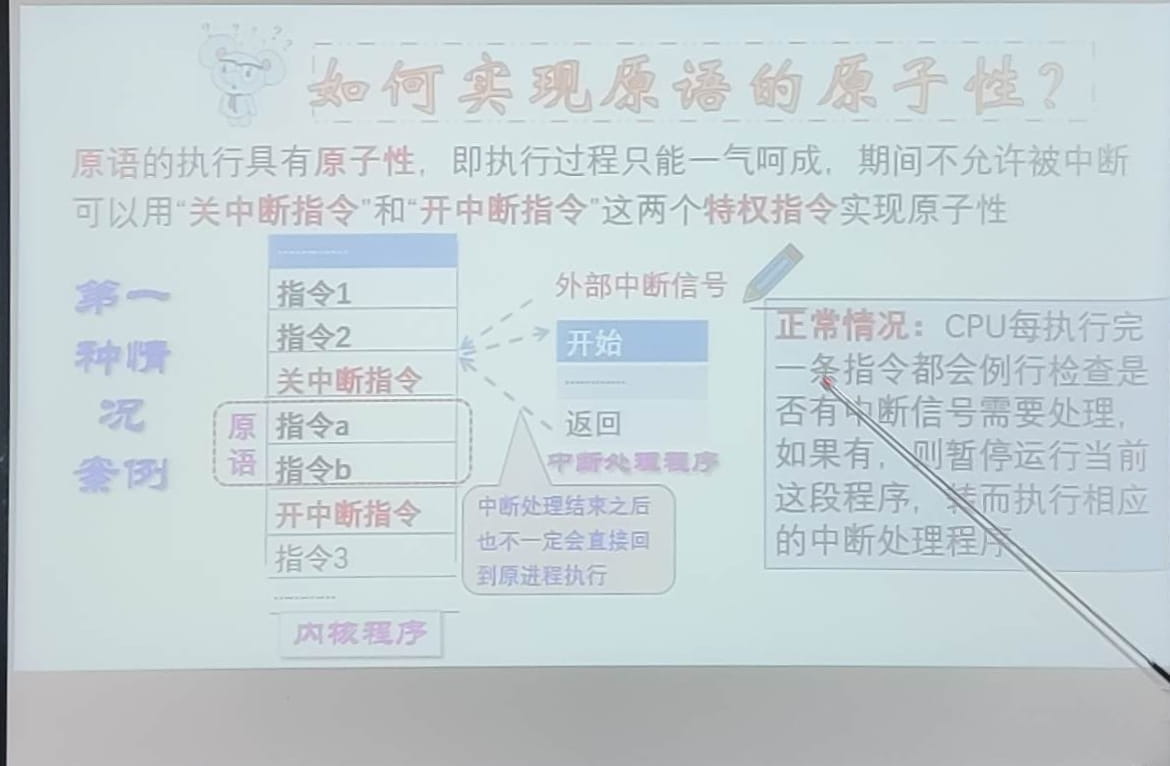 如何实现原语的原子性？
原语的执行具有原子性，即执行过程只能一气呵成，期间不允许被中断
可以用“关中断指令”和“开中断指令”这两个特权指令实现原子性
第一
种情
况
案例
指令1
指令2
关中断指令
原
语
指令a
指令b
开中断指令
指令3
内核程序
外部中断信号
开始
返回
中断处理程序
中断处理结束之后
也不一定会直接回
到原进程执行
正常情况：CPU每执行完
一条指令都会例行检查是
否有中断信号需要处理，
如果有，则暂停运行当前
这段程序，转而执行相应
的中断处理程序